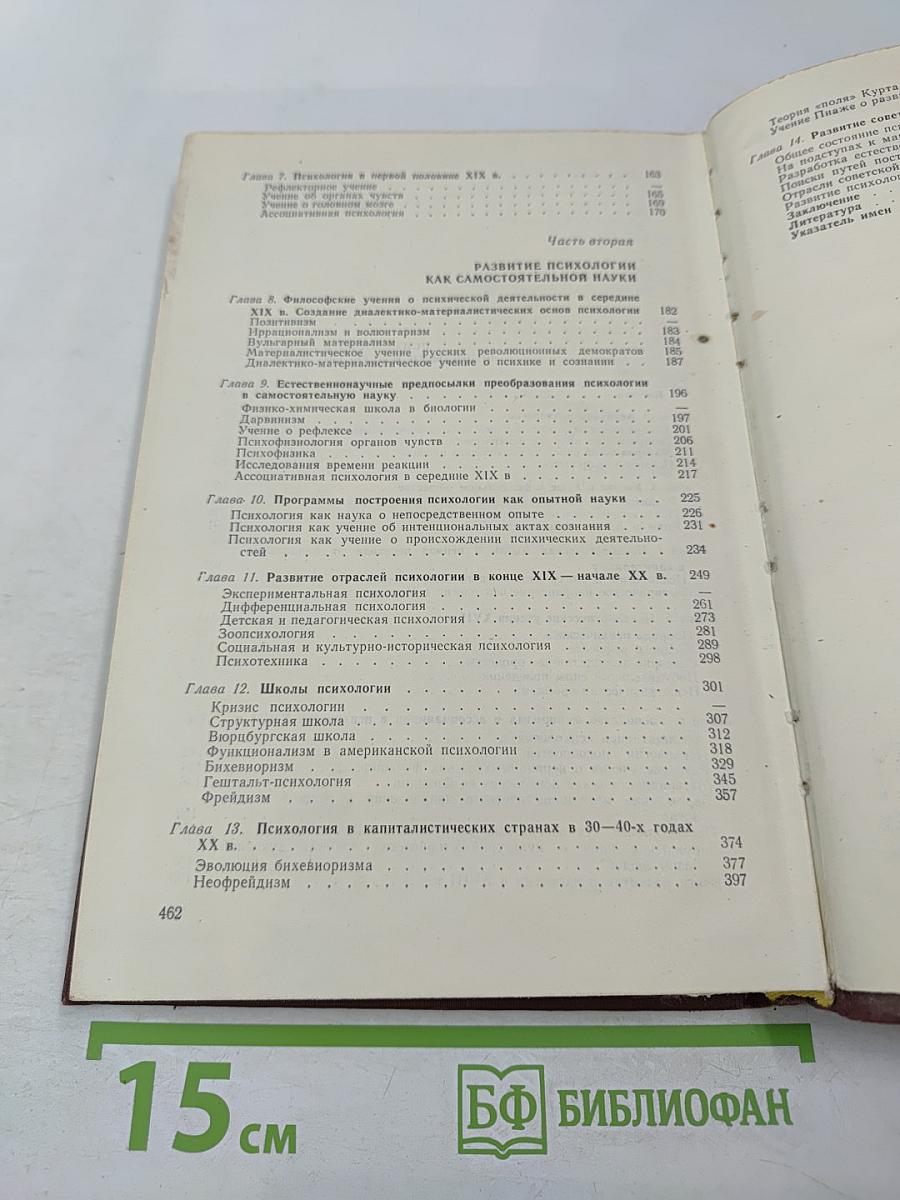 Глава 7. Психология в первой половине XIX в. . . . . . . . . . 163
Рефлекторное учение . . . . . . . . . . . . . . —
Учение об органах чувств . . . . . . . . . . . . . 165
Учение о головном мозге . . . . . . . . . . . . . 169
Ассоциативная психология . . . . . . . . . . . . . 170
Часть вторая
РАЗВИТИЕ ПСИХОЛОГИИ
КАК САМОСТОЯТЕЛЬНОЙ НАУКИ
Глава 8. Философские учения о психической деятельности в середине
XIX в. Создание диалектико-материалистических основ психологии 182
Позитивизм . . . . . . . . . . . . . . . . . —
Иррационализм и волюнтаризм . . . . . . . . . . . 183
Вульгарный материализм . . . . . . . . . . . . . 184
Материалистическое учение русских революционных демократов 185
Диалектико-материалистическое учение о психике и сознании . . 187
Глава 9. Естественнонаучные предпосылки преобразования психологии
в самостоятельную науку . . . . . . . . . . . . . 196
Физико-химическая школа в биологии . . . . . . . . . —
Дарвинизм . . . . . . . . . . . . . . . . . 197
Учение о рефлексе . . . . . . . . . . . . . . . 201
Психофизиология органов чувств . . . . . . . . . . 206
Психофизика . . . . . . . . . . . . . . . . . 211
Исследования времени реакции . . . . . . . . . . . 214
Ассоциативная психология в середине XIX в . . . . . . . 217
Глава 10. Программы построения психологии как опытной науки . . 225
Психология как наука о непосредственном опыте . . . . . . 226
Психология как учение об интенциональных актах сознания . . . 231
Психология как учение о происхождении психических деятельно-
стей . . . . . . . . . . . . . . . . . . . 234
Глава 11. Развитие отраслей психологии в конце XIX — начале XX в. 249
Экспериментальная психология . . . . . . . . . . . —
Дифференциальная психология . . . . . . . . . . . 261
Детская и педагогическая психология . . . . . . . . . 273
Зоопсихология . . . . . . . . . . . . . . . . 281
Социальная и культурно-историческая психология . . . . . . 289
Психотехника . . . . . . . . . . . . . . . . 298
Глава 12. Школы психологии . . . . . . . . . . . . 301
Кризис психологии . . . . . . . . . . . . . . . —
Структурная школа . . . . . . . . . . . . . . . 307
Вюрцбургская школа . . . . . . . . . . . . . . 312
Функционализм в американской психологии . . . . . . . 318
Бихевиоризм . . . . . . . . . . . . . . . . . 329
Гештальт-психология . . . . . . . . . . . . . . 345
Фрейдизм . . . . . . . . . . . . . . . . . . 357
Глава 13. Психология в капиталистических странах в 30—40-х годах
XX в. . . . . . . . . . . . . . . . . . . . 374
Эволюция бихевиоризма . . . . . . . . . . . . . 377
Неофрейдизм . . . . . . . . . . . . . . . . . 397
462
Теория «поля» Курта
Учение Пиаже о
Глава 14. Развитие
Общее состояние
На подступах к
Разработка
Поиски путей
Отрасли советской
Развитие
Заключение .
Литература . .
Указатель имен
15 см
БФ БИБЛИОФАН